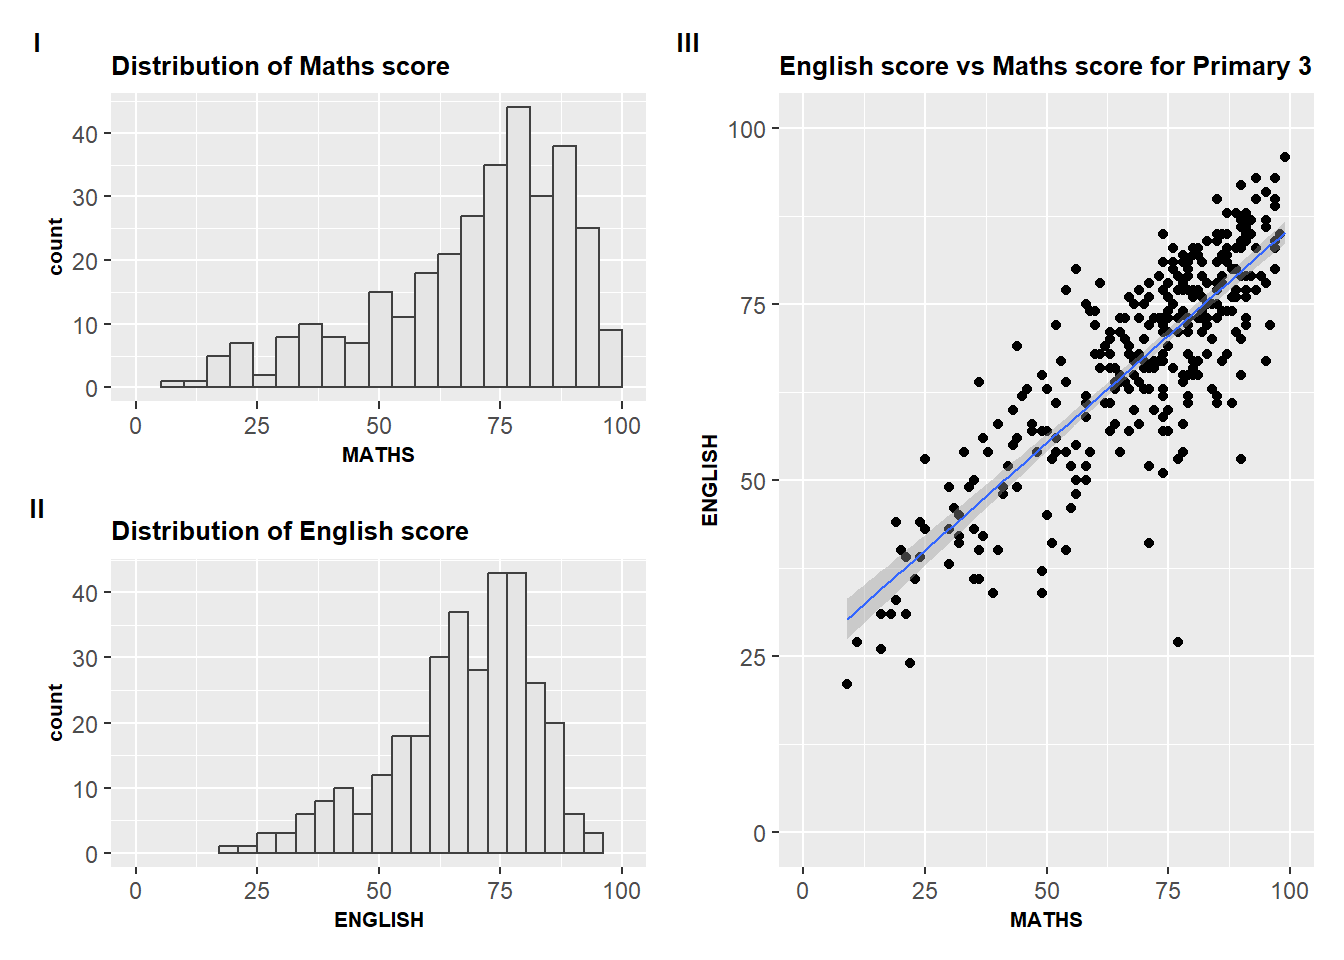 I
Distribution of Maths score
40
30
20
10
0
count
0 25 50 75 100
MATHS
II
Distribution of English score
40
30
20
10
0
count
0 25 50 75 100
ENGLISH
III
English score vs Maths score for Primary 3
100
75
50
25
0
ENGLISH
0 25 50 75 100
MATHS